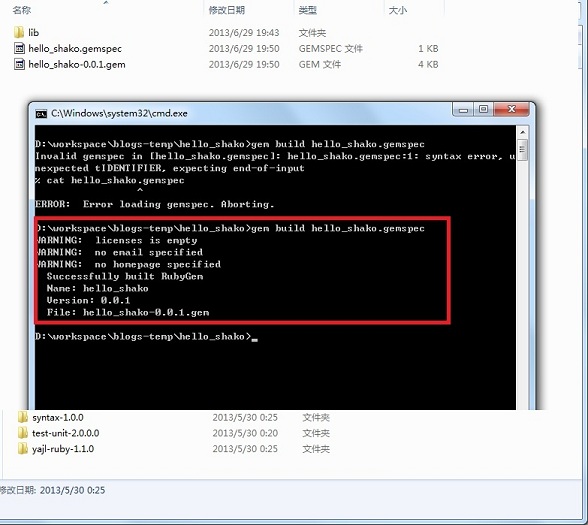 名称 修改日期 类型 大小
lib 2013/6/29 19:43 文件夹
hello_shako.gemspec 2013/6/29 19:50 GEMSPEC 文件 1 KB
hello_shako-0.0.1.gem 2013/6/29 19:50 GEM 文件 4 KB
C:\Windows\system32\cmd.exe
D:\workspace\blogs-temp\hello_shako>gem build hello_shako.gemspec
Invalid gemspec in [hello_shako.gemspec]: hello_shako.gemspec:1: syntax error, u
nexpected tIDENTIFIER, expecting end-of-input
% cat hello_shako.gemspec
^
ERROR:  Error loading gemspec. Aborting.
D:\workspace\blogs-temp\hello_shako>gem build hello_shako.gemspec
WARNING:  licenses is empty
WARNING:  no email specified
WARNING:  no homepage specified
Successfully built RubyGem
Name: hello_shako
Version: 0.0.1
File: hello_shako-0.0.1.gem
D:\workspace\blogs-temp\hello_shako>_
syntax-1.0.0 2013/5/30 0:25 文件夹
test-unit-2.0.0.0 2013/5/30 0:20 文件夹
yajl-ruby-1.1.0 2013/5/30 0:25 文件夹
修改日期: 2013/5/30 0:25